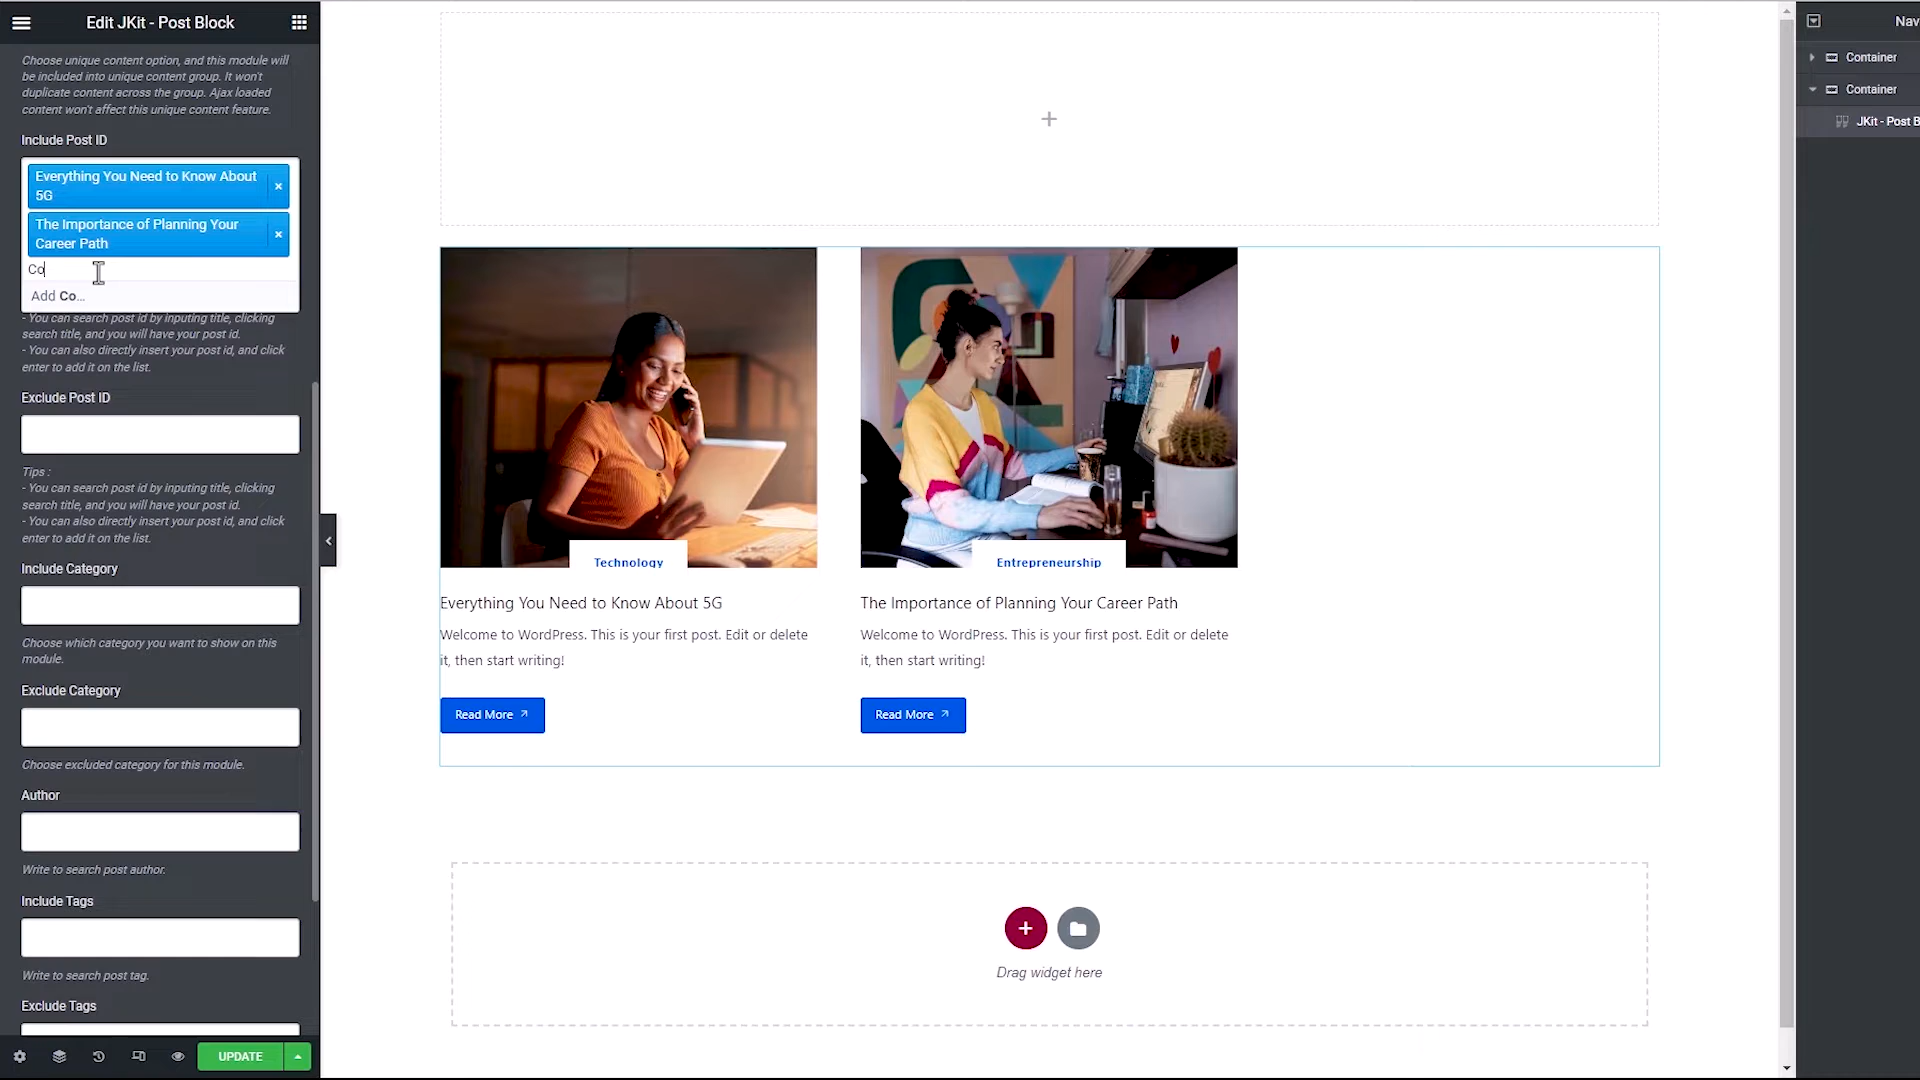 Edit JKit - Post Block
Choose unique content option, and this module will
be included into unique content group. It won't
duplicate content across the group. Ajax loaded
content won't affect this unique content feature.
Include Post ID
Everything You Need to Know About
5G
×
The Importance of Planning Your
Career Path
×
Co
Add Co...
- You can search post id by inputing title, clicking
search title, and you will have your post id.
- You can also directly insert your post id, and click
enter to add it on the list.
Exclude Post ID
Tips :
- You can search post id by inputing title, clicking
search title, and you will have your post id.
- You can also directly insert your post id, and click
enter to add it on the list.
Include Category
Choose which category you want to show on this
module.
Exclude Category
Choose excluded category for this module.
Author
Write to search post author.
Include Tags
Write to search post tag.
Exclude Tags
UPDATE
Technology
Everything You Need to Know About 5G
Welcome to WordPress. This is your first post. Edit or delete
it, then start writing!
Read More
Entrepreneurship
The Importance of Planning Your Career Path
Welcome to WordPress. This is your first post. Edit or delete
it, then start writing!
Read More
Drag widget here
Nav
Container
Container
JKit - Post B